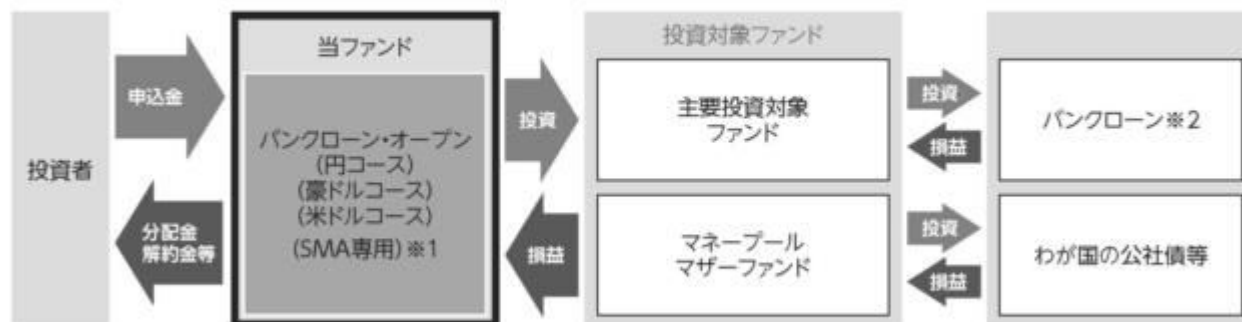 投資者
申込金
分配金
解約金等
当ファンド
バンクローン・オープン
(円コース)
(豪ドルコース)
(米ドルコース)
(SMA専用)※1
投資
損益
投資対象ファンド
主要投資対象
ファンド
マネープール
マザーファンド
投資
損益
投資
損益
バンクローン※2
わが国の公社債等